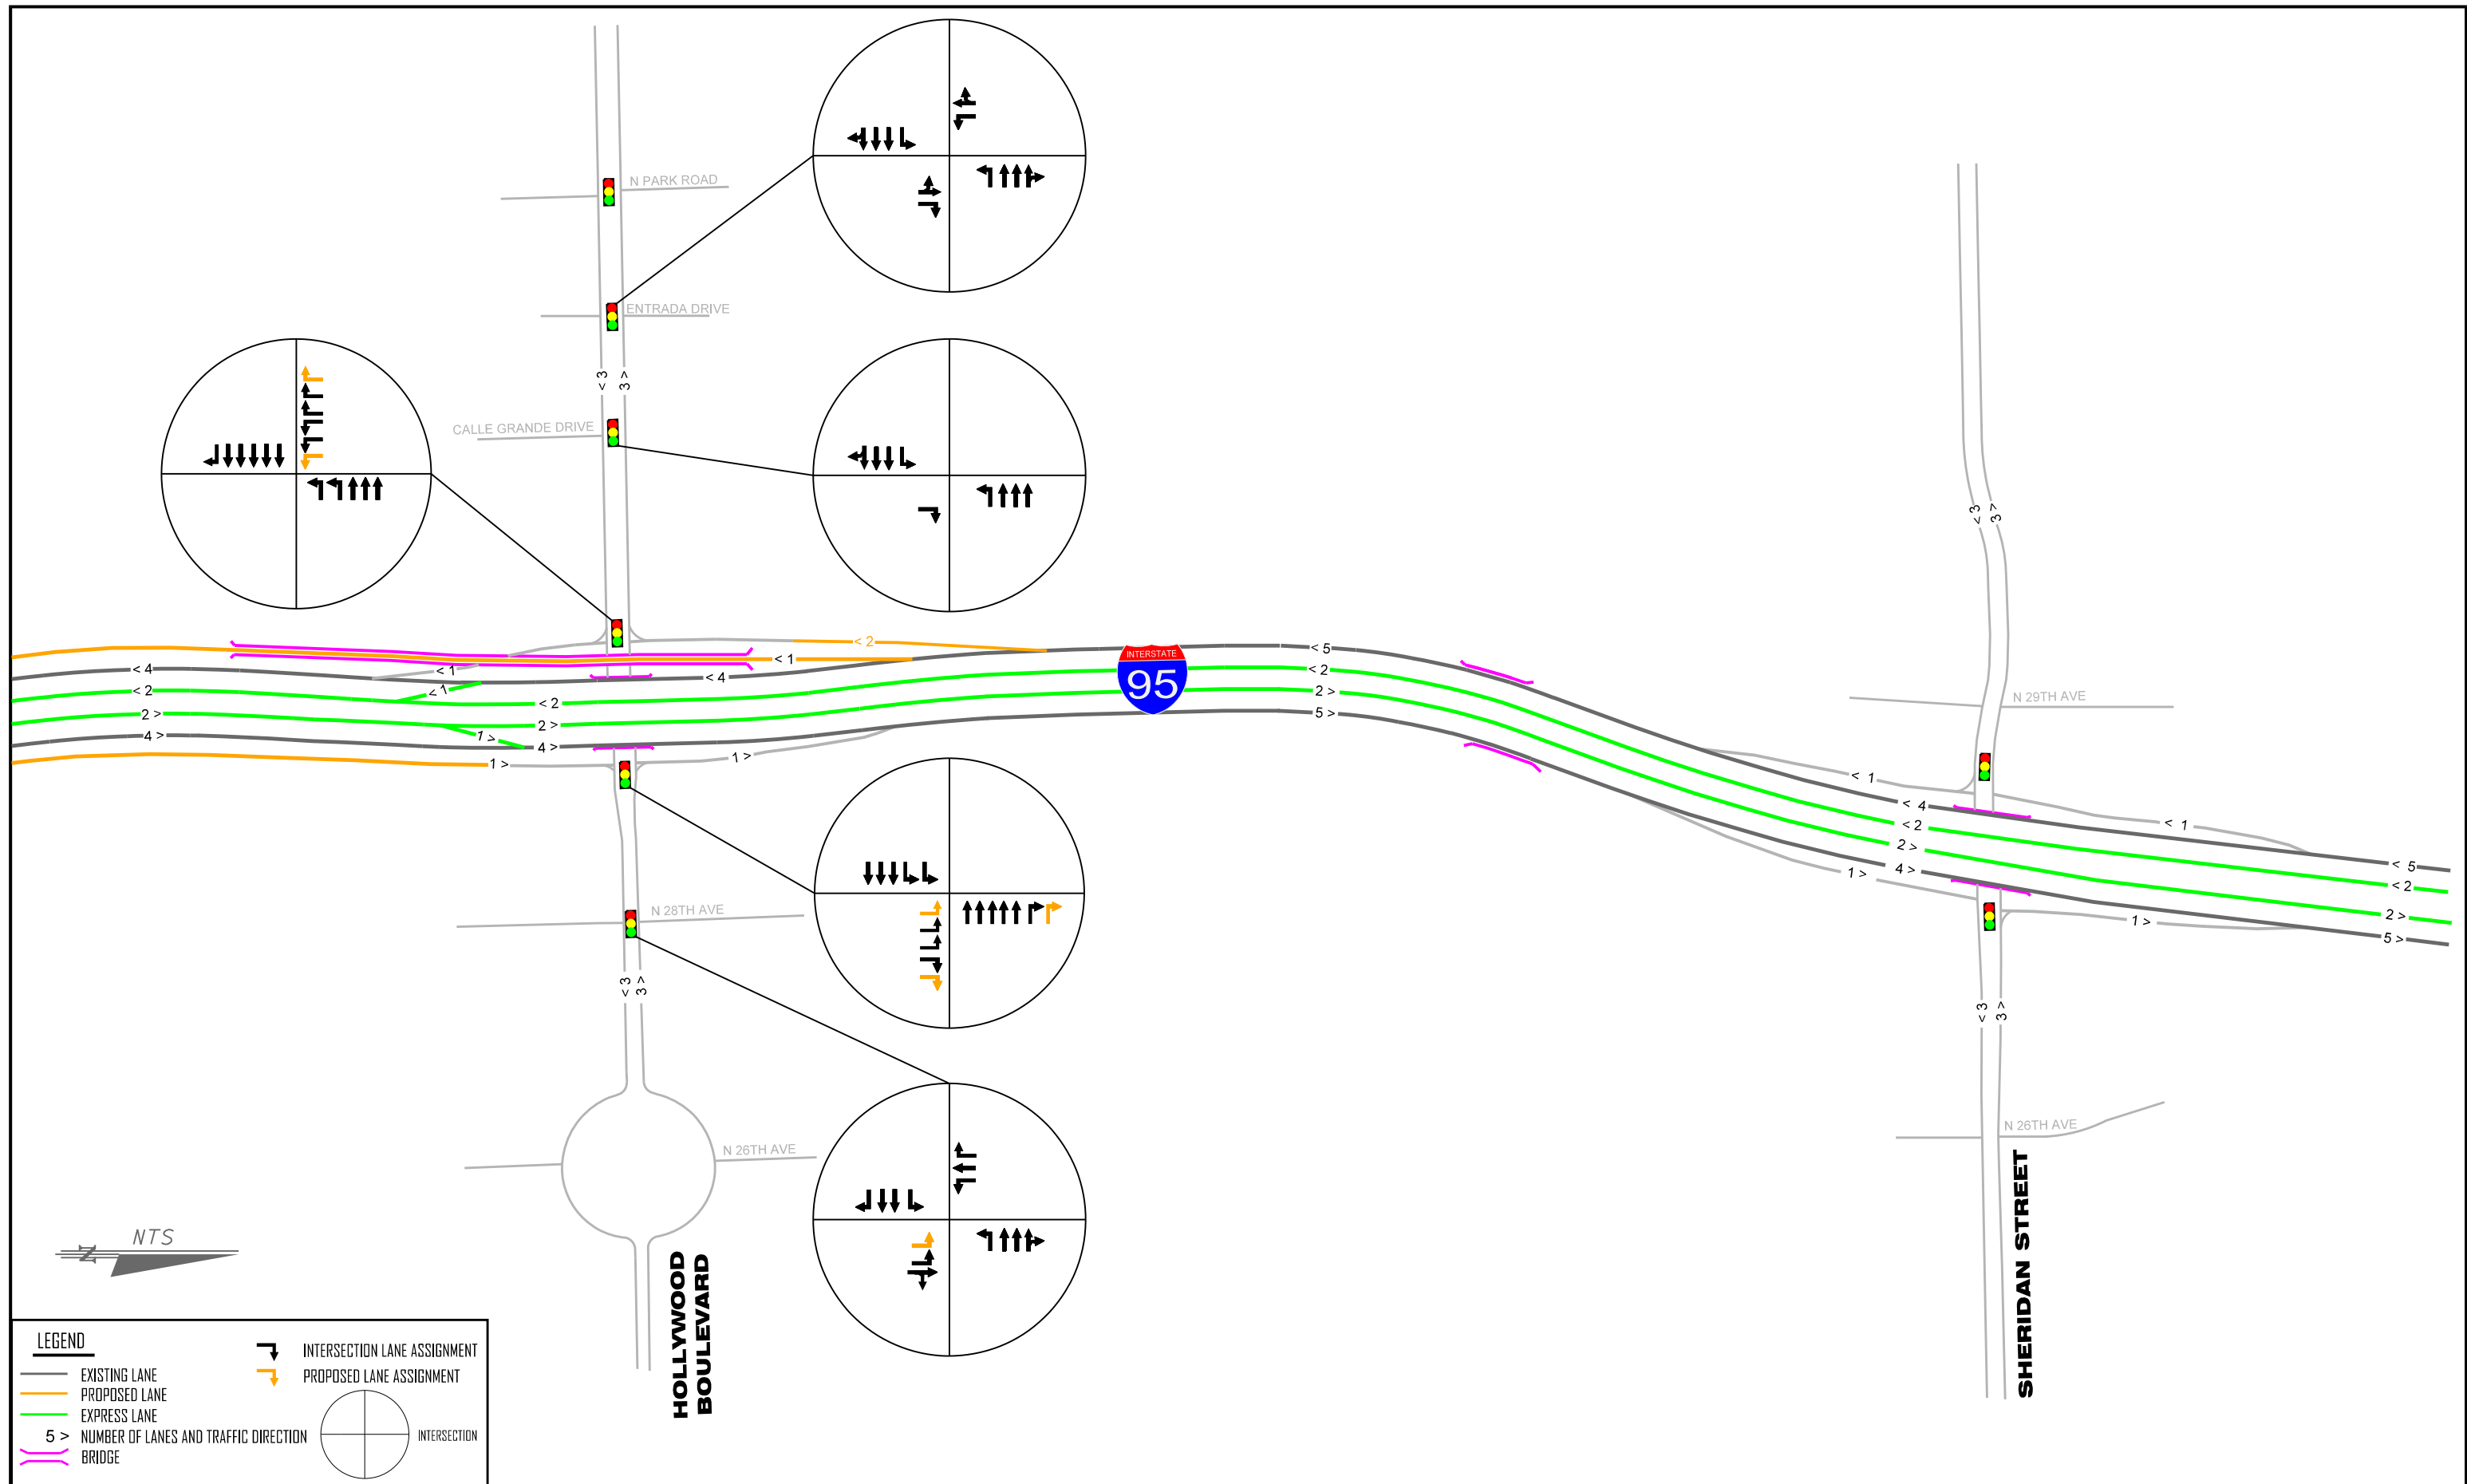 N PARK ROAD
ENTRADA DRIVE
< 3
3 >
CALLE GRANDE DRIVE
< 3
3 >
< 2
< 1
< 5
< 4
< 1
< 4
< 2
INTERSTATE
95
< 2
< 1
< 2
2 >
2 >
2 >
5 >
4 >
1 >
4 >
1 >
1 >
N 29TH AVE
< 1
< 4
< 1
< 2
2 >
< 5
1 >
4 >
< 2
2 >
1 >
5 >
N 28TH AVE
< 3
3 >
< 3
3 >
N 26TH AVE
N 26TH AVE
NTS
N
HOLLYWOOD
BOULEVARD
SHERIDAN STREET
LEGEND
INTERSECTION LANE ASSIGNMENT
EXISTING LANE
PROPOSED LANE ASSIGNMENT
PROPOSED LANE
EXPRESS LANE
5 > NUMBER OF LANES AND TRAFFIC DIRECTION
INTERSECTION
BRIDGE